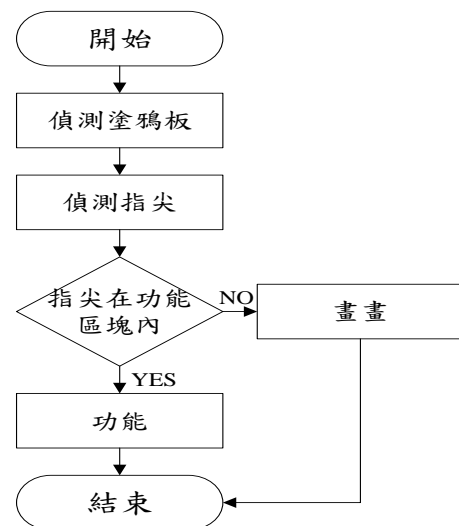 開始
偵測塗鴉板
偵測指尖
指尖在功能
區塊內
NO
畫畫
YES
功能
結束